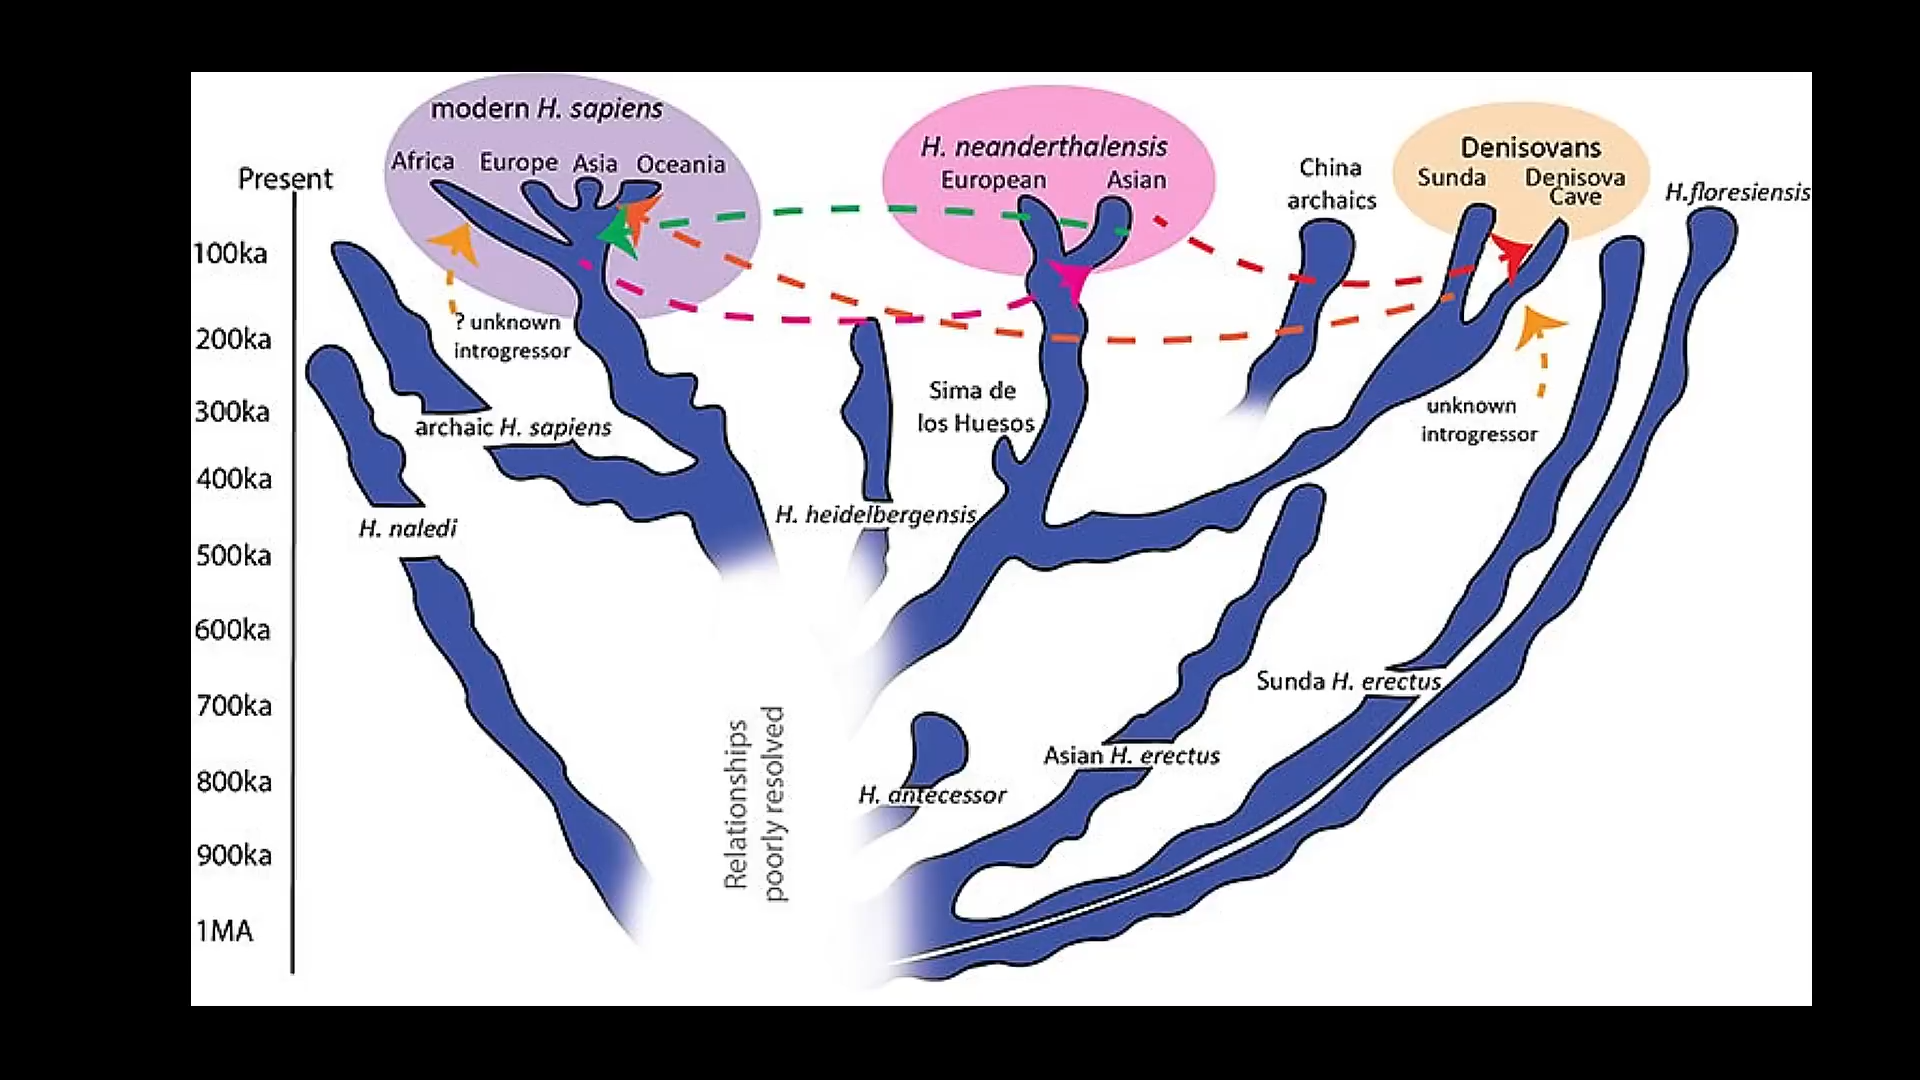 modern H. sapiens
Africa Europe Asia Oceania
H. neanderthalensis
European Asian
China
archaics
Denisovans
Sunda Denisova
Cave
H.floresiensis
Present
100ka
200ka
300ka
400ka
500ka
600ka
700ka
800ka
900ka
1MA
? unknown
introgressor
archaic H. sapiens
H. naledi
H. heidelbergensis
Sima de
los Huesos
unknown
introgressor
Sunda H. erectus
Asian H. erectus
H. antecessor
Relationships
poorly resolved